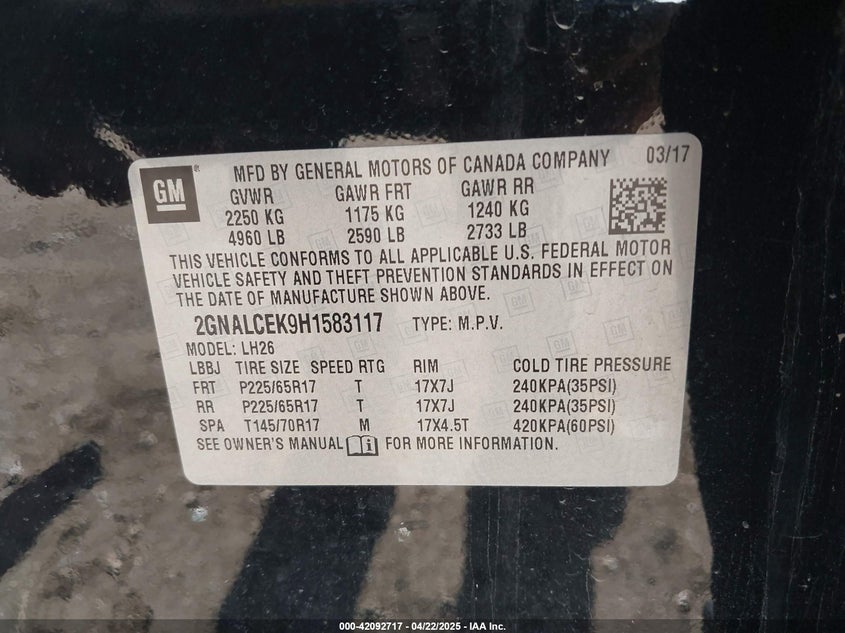 GM ®
MFD BY GENERAL MOTORS OF CANADA COMPANY 03/17
GVWR GAWR FRT GAWR RR
2250 KG 1175 KG 1240 KG
4960 LB 2590 LB 2733 LB
THIS VEHICLE CONFORMS TO ALL APPLICABLE U.S. FEDERAL MOTOR
VEHICLE SAFETY AND THEFT PREVENTION STANDARDS IN EFFECT ON
THE DATE OF MANUFACTURE SHOWN ABOVE.
2GNALCEK9H1583117 TYPE: M.P.V.
MODEL: LH26
LBBJ TIRE SIZE SPEED RTG RIM COLD TIRE PRESSURE
FRT P225/65R17 T 17X7J 240KPA(35PSI)
RR P225/65R17 T 17X7J 240KPA(35PSI)
SPA T145/70R17 M 17X4.5T 420KPA(60PSI)
SEE OWNER'S MANUAL i FOR MORE INFORMATION.
000-42092717 - 04/22/2025 - IAA Inc.